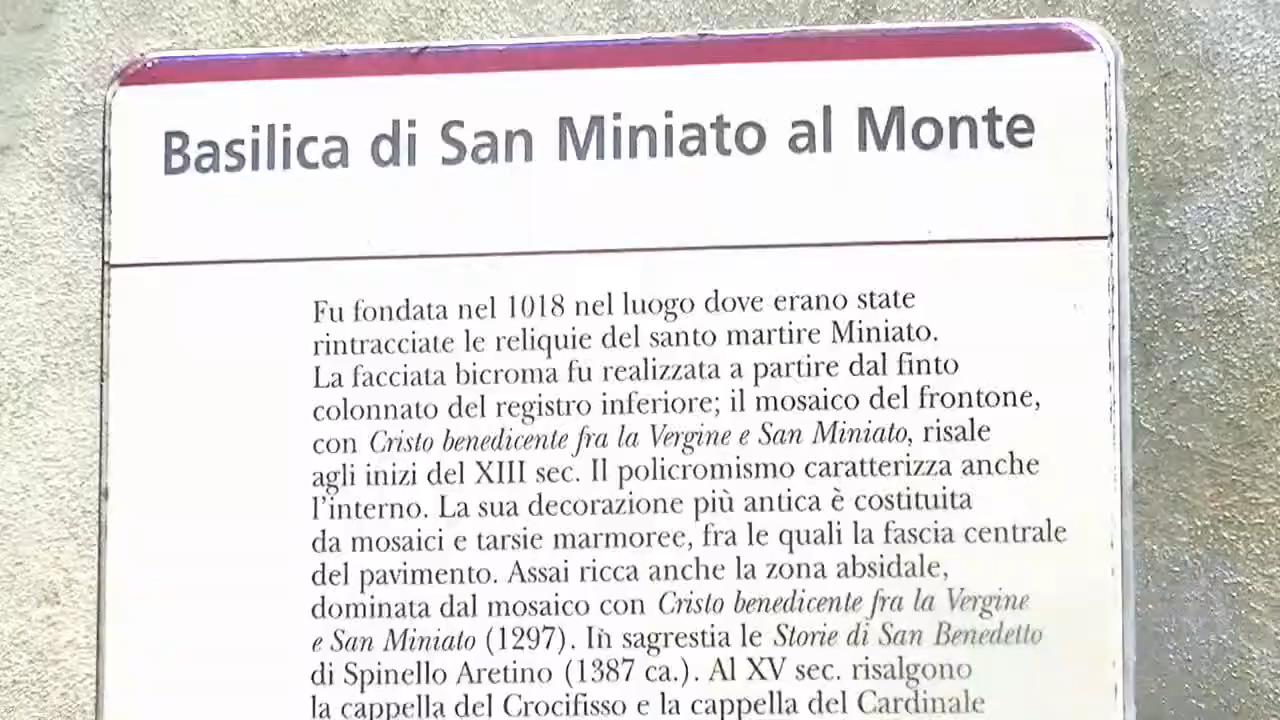 Basilica di San Miniato al Monte
Fu fondata nel 1018 nel luogo dove erano state
rintracciate le reliquie del santo martire Miniato.
La facciata bicroma fu realizzata a partire dal finto
colonnato del registro inferiore; il mosaico del frontone,
con Cristo benedicente fra la Vergine e San Miniato, risale
agli inizi del XIII sec. Il policromismo caratterizza anche
l'interno. La sua decorazione più antica è costituita
da mosaici e tarsie marmoree, fra le quali la fascia centrale
del pavimento. Assai ricca anche la zona absidale,
dominata dal mosaico con Cristo benedicente fra la Vergine
e San Miniato (1297). In sagrestia le Storie di San Benedetto
di Spinello Aretino (1387 ca.). Al XV sec. risalgono
la cappella del Crocifisso e la cappella del Cardinale